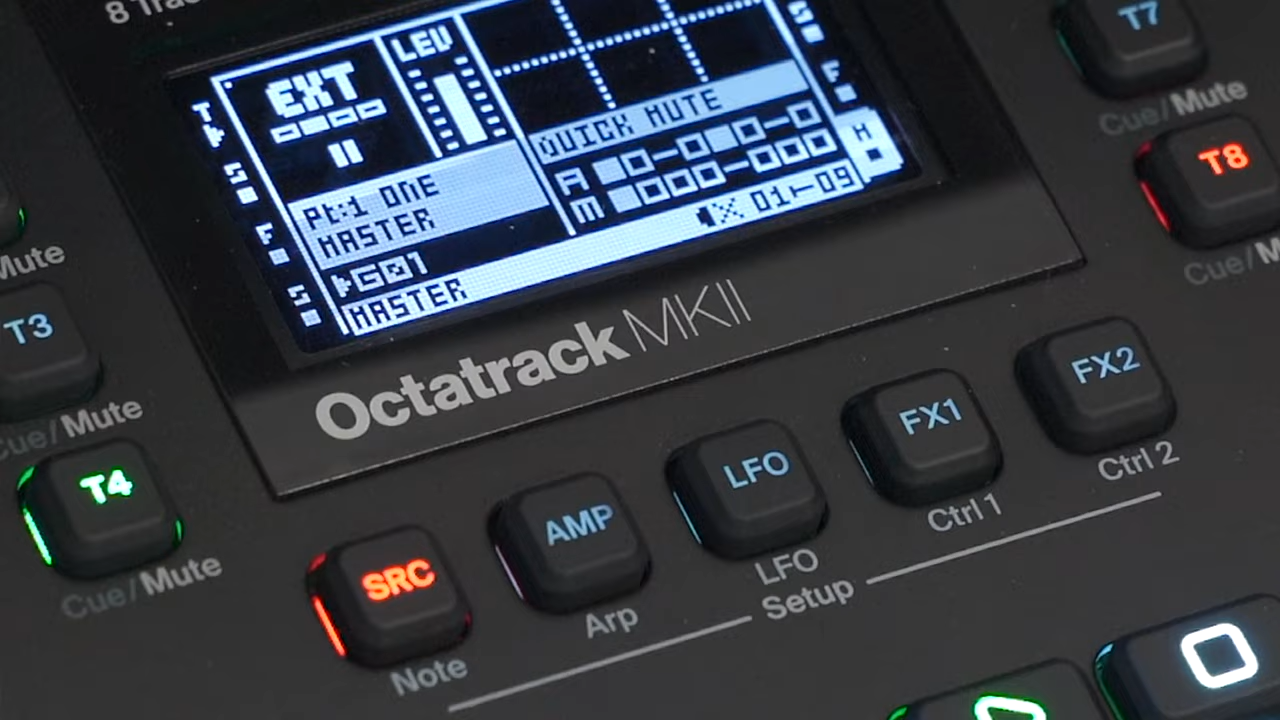 8 Trac
EXT
LEV
QUICK MUTE
Pt:1 ONE
MASTER
A
M
G01
01 09
MASTER
Octatrack MKII
T7
Cue/Mute
T8
Cue/M
Mute
T3
Cue/Mute
T4
Cue/Mute
SRC
AMP
LFO
FX1
FX2
Note
Arp
LFO
Setup
Ctrl 1
Ctrl 2